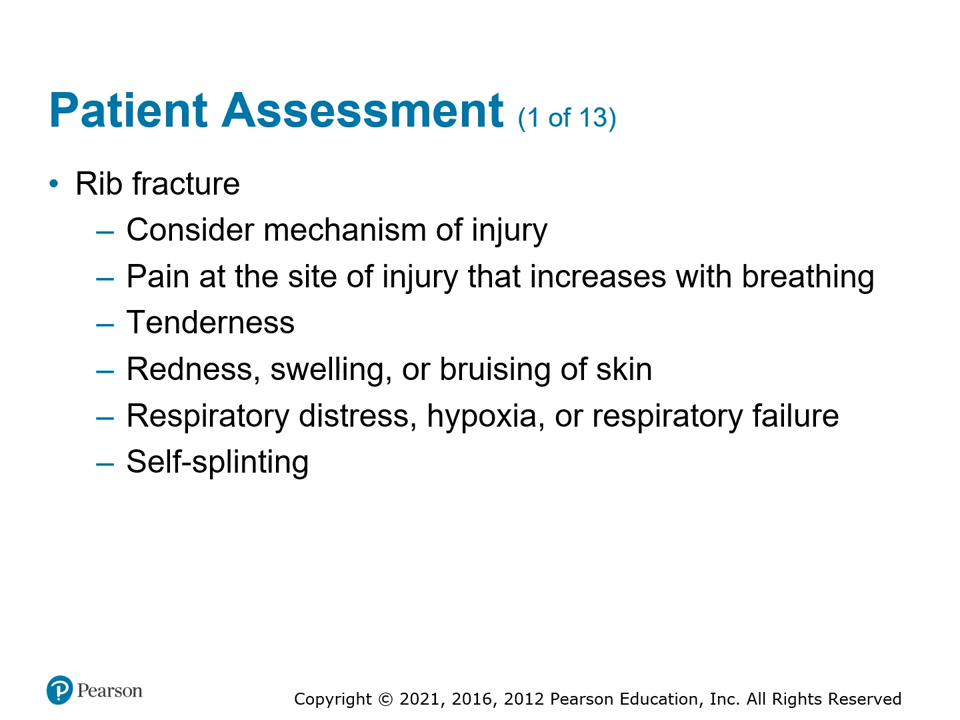 Patient Assessment (1 of 13)
• Rib fracture
– Consider mechanism of injury
– Pain at the site of injury that increases with breathing
– Tenderness
– Redness, swelling, or bruising of skin
– Respiratory distress, hypoxia, or respiratory failure
– Self-splinting
P Pearson
Copyright © 2021, 2016, 2012 Pearson Education, Inc. All Rights Reserved